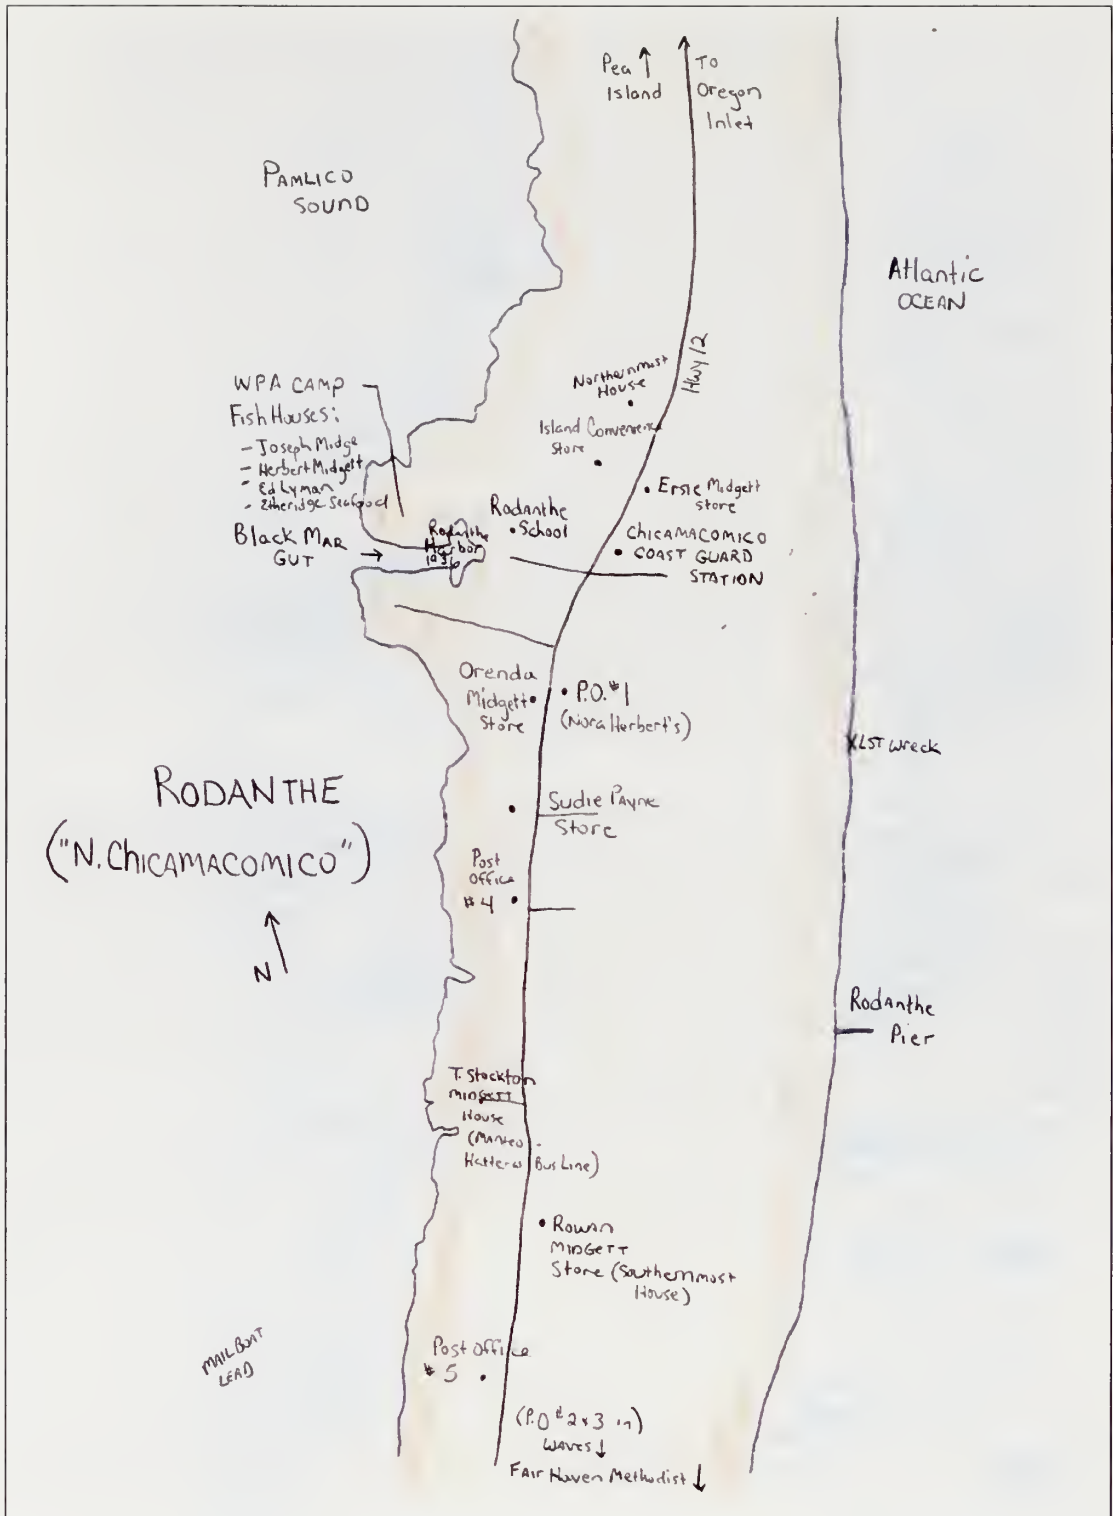 Pea
Island
To
Oregon
Inlet
PAMLICO
SOUND
Atlantic
OCEAN
Hwy 12
Northernmost
House
Island Convenience
Store
WPA CAMP
Fish Houses:
- Joseph Midge
- Herbert Midgett
- Ed Lyman
- Etheridge Seafood
Ersie Midgett
Store
Rodanthe
School
Rodanthe
Harbor
1936
Black MAR
GUT
CHICAMACOMICO
COAST GUARD
STATION
Orenda
Midgett
Store
P.O. #1
(Nora Herbert's)
X LST Wreck
RODANTHE
("N. ChICAMACOMICO")
Sudie PAyne
Store
Post
Office
#4
N
Rodanthe
Pier
T. Stockton
MIDGETT
House
(Manteo -
Hatteras Bus Line)
Rowan
MIDGETT
Store (Southernmost
House)
MAIL BOAT
LEAD
Post Office
#5
(P.O #2 & 3 in)
WAVES
FAIR Haven Methodist